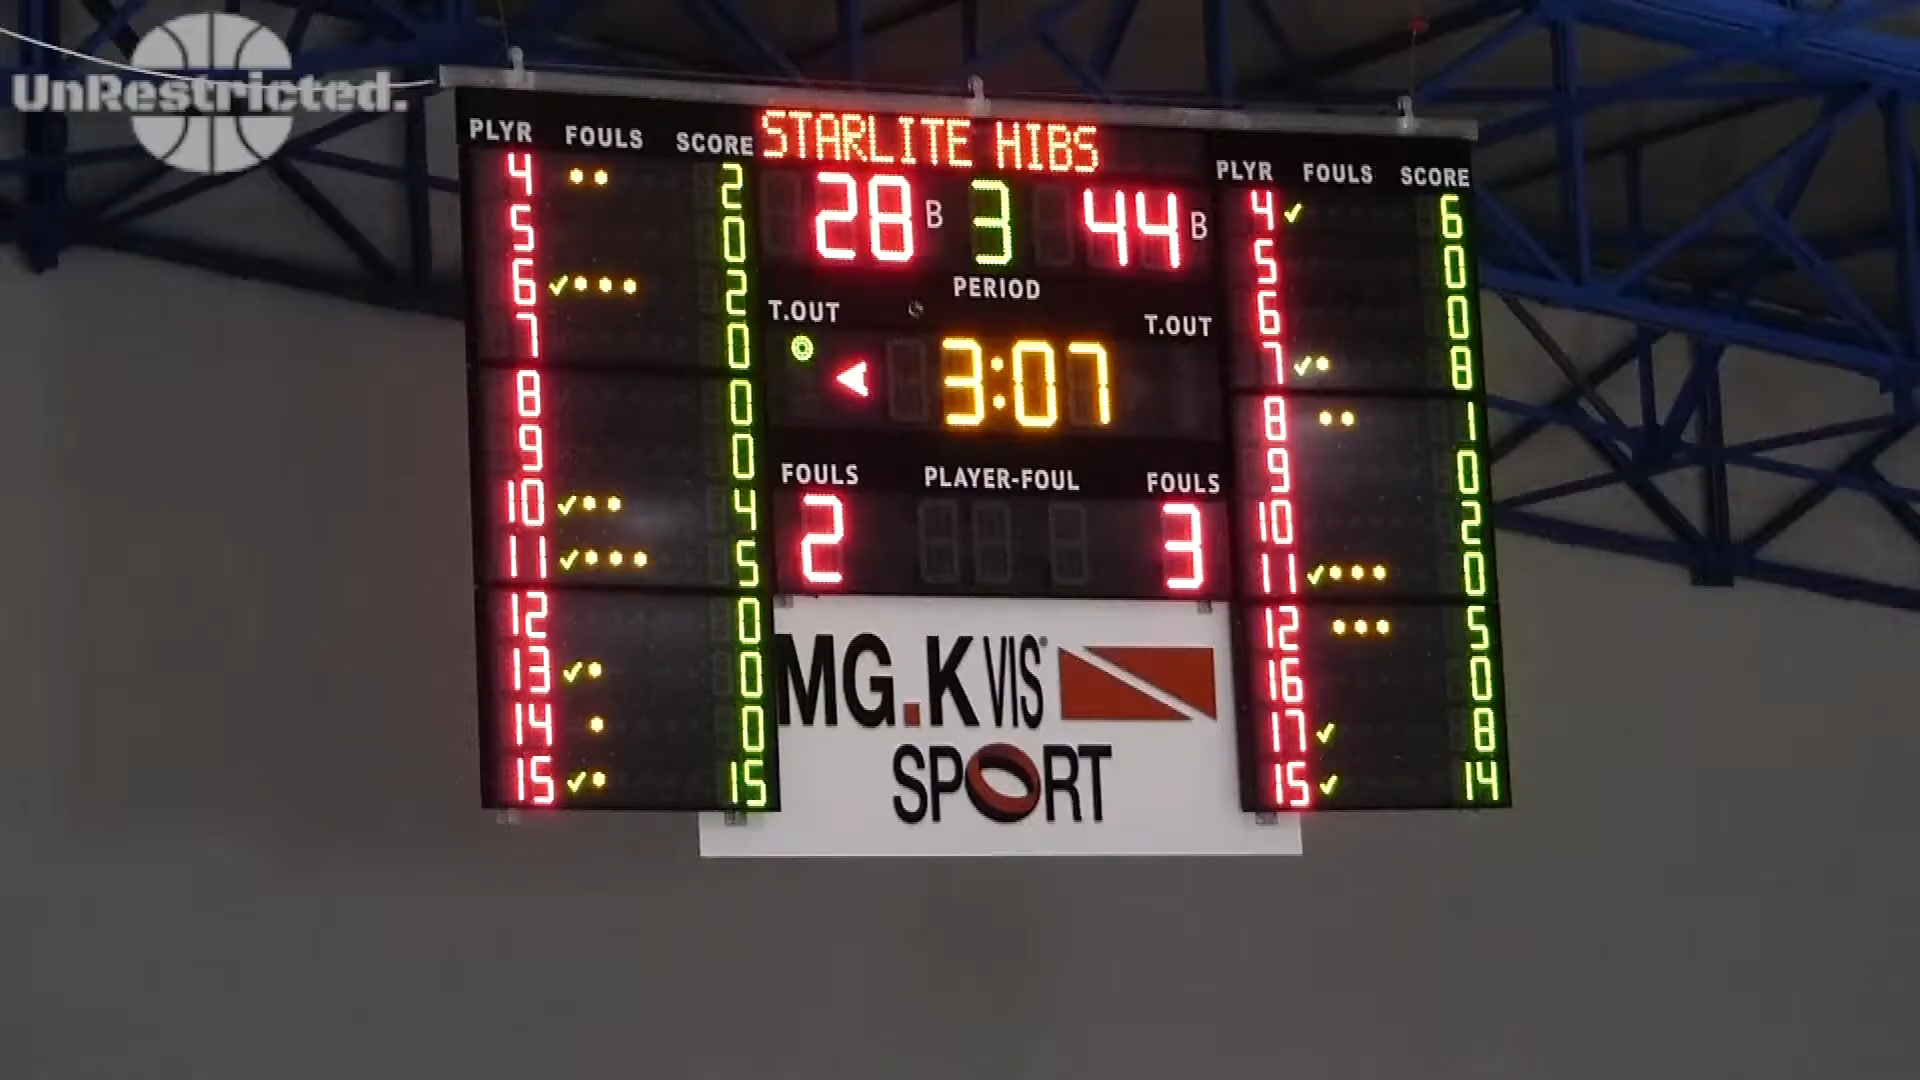 UnRestricted.
STARLITE HIBS
PLYR FOULS SCORE
28 B 3 44 B
PERIOD
T.OUT T.OUT
3:07
FOULS PLAYER-FOUL FOULS
2 3
4 2
5 0
6 2
7 0
8 0
9 0
10 4
11 5
12 0
13 0
14 0
15 15
PLYR FOULS SCORE
4 6
5 0
6 0
7 8
8 1
9 0
10 2
11 0
12 5
16 0
17 8
15 14
MG.KVIS®
SPORT